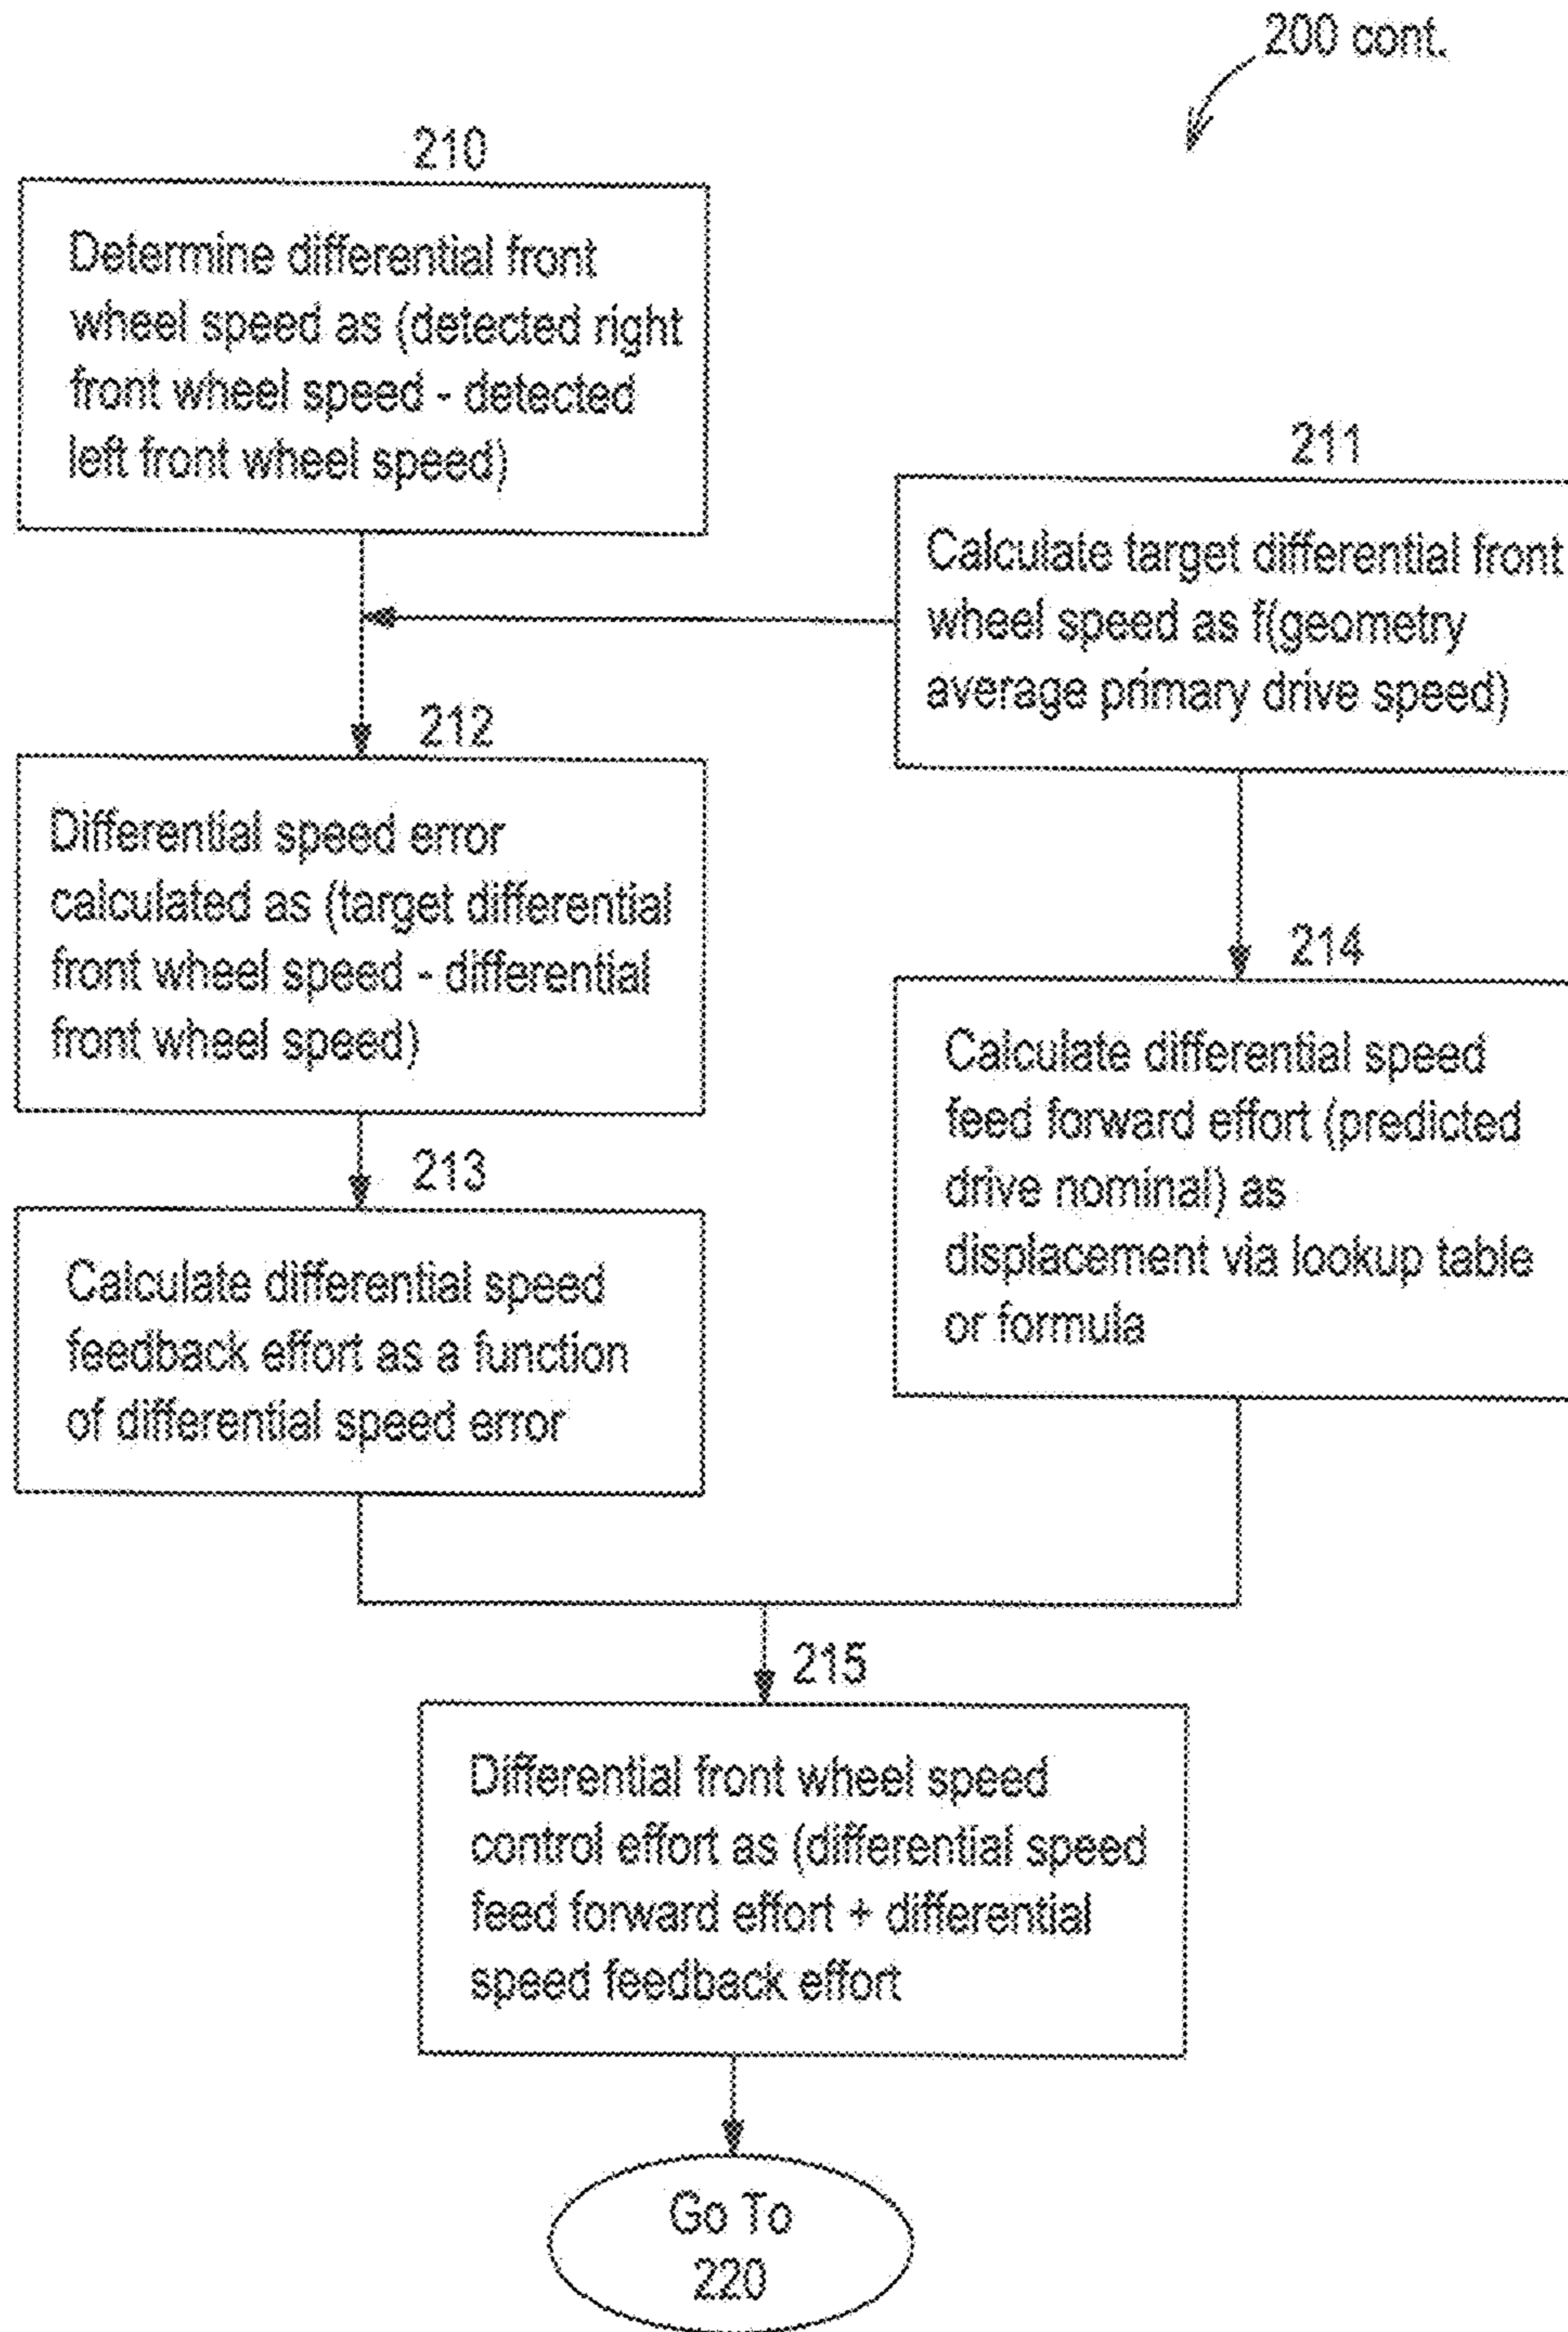 200 cont.
210
Determine differential front
wheel speed as (detected right
front wheel speed - detected
left front wheel speed)
211
Calculate target differential front
wheel speed as f(geometry
average primary drive speed)
212
Differential speed error
calculated as (target differential
front wheel speed - differential
front wheel speed)
213
Calculate differential speed
feedback effort as a function
of differential speed error
214
Calculate differential speed
feed forward effort (predicted
drive nominal) as
displacement via lookup table
or formula
215
Differential front wheel speed
control effort as (differential speed
feed forward effort + differential
speed feedback effort
Go To
220